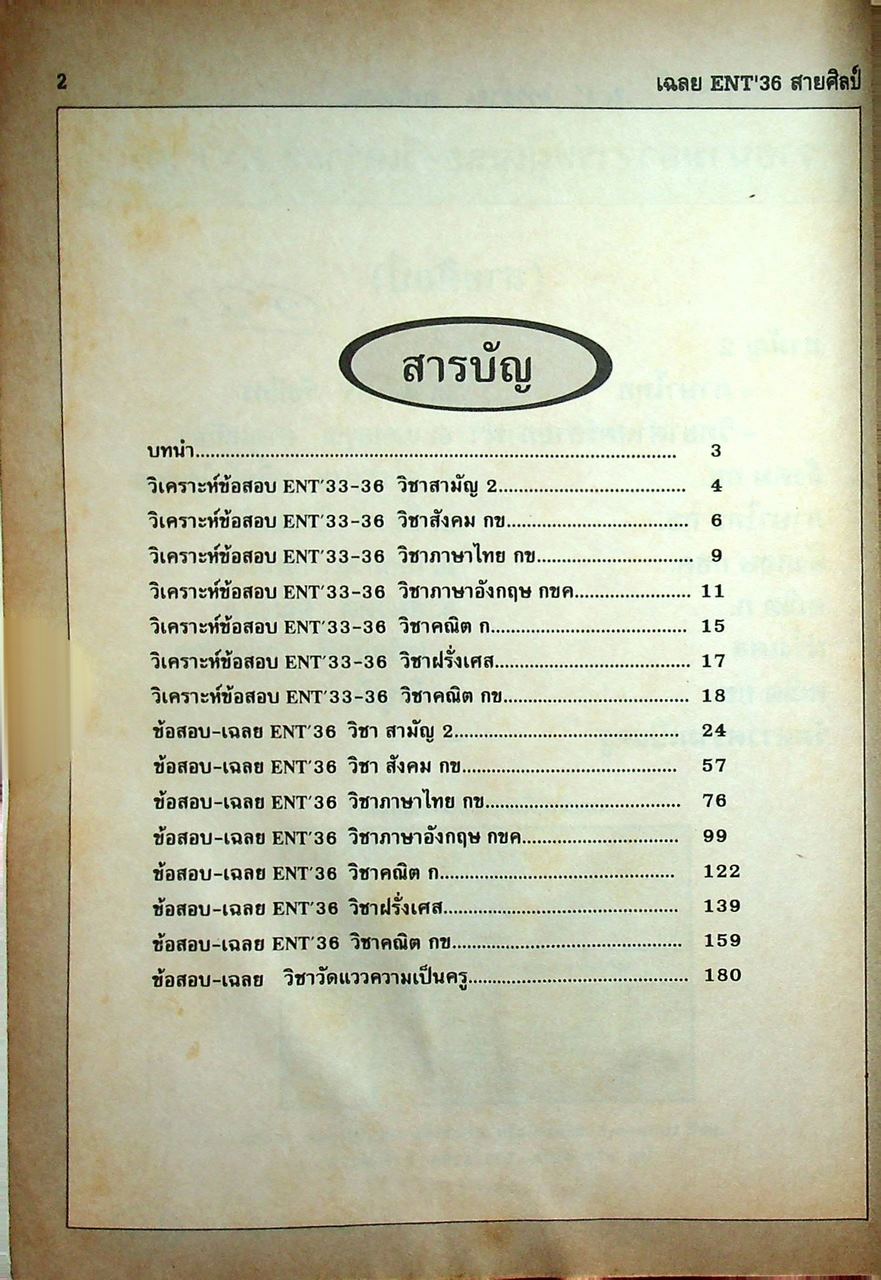 2 เฉลย ENT'36 สายศิลป์
สารบัญ
บทนำ........................................ 3
วิเคราะห์ข้อสอบ ENT'33-36 วิชาสามัญ 2........................................ 4
วิเคราะห์ข้อสอบ ENT'33-36 วิชาสังคม กข........................................ 6
วิเคราะห์ข้อสอบ ENT'33-36 วิชาภาษาไทย กข........................................ 9
วิเคราะห์ข้อสอบ ENT'33-36 วิชาภาษาอังกฤษ กขค........................................ 11
วิเคราะห์ข้อสอบ ENT'33-36 วิชาคณิต ก........................................ 15
วิเคราะห์ข้อสอบ ENT'33-36 วิชาฝรั่งเศส........................................ 17
วิเคราะห์ข้อสอบ ENT'33-36 วิชาคณิต กข........................................ 18
ข้อสอบ-เฉลย ENT'36 วิชา สามัญ 2........................................ 24
ข้อสอบ-เฉลย ENT'36 วิชา สังคม กข........................................ 57
ข้อสอบ-เฉลย ENT'36 วิชาภาษาไทย กข........................................ 76
ข้อสอบ-เฉลย ENT'36 วิชาภาษาอังกฤษ กขค........................................ 99
ข้อสอบ-เฉลย ENT'36 วิชาคณิต ก........................................ 122
ข้อสอบ-เฉลย ENT'36 วิชาฝรั่งเศส........................................ 139
ข้อสอบ-เฉลย ENT'36 วิชาคณิต กข........................................ 159
ข้อสอบ-เฉลย วิชาวัดแววความเป็นครู........................................ 180